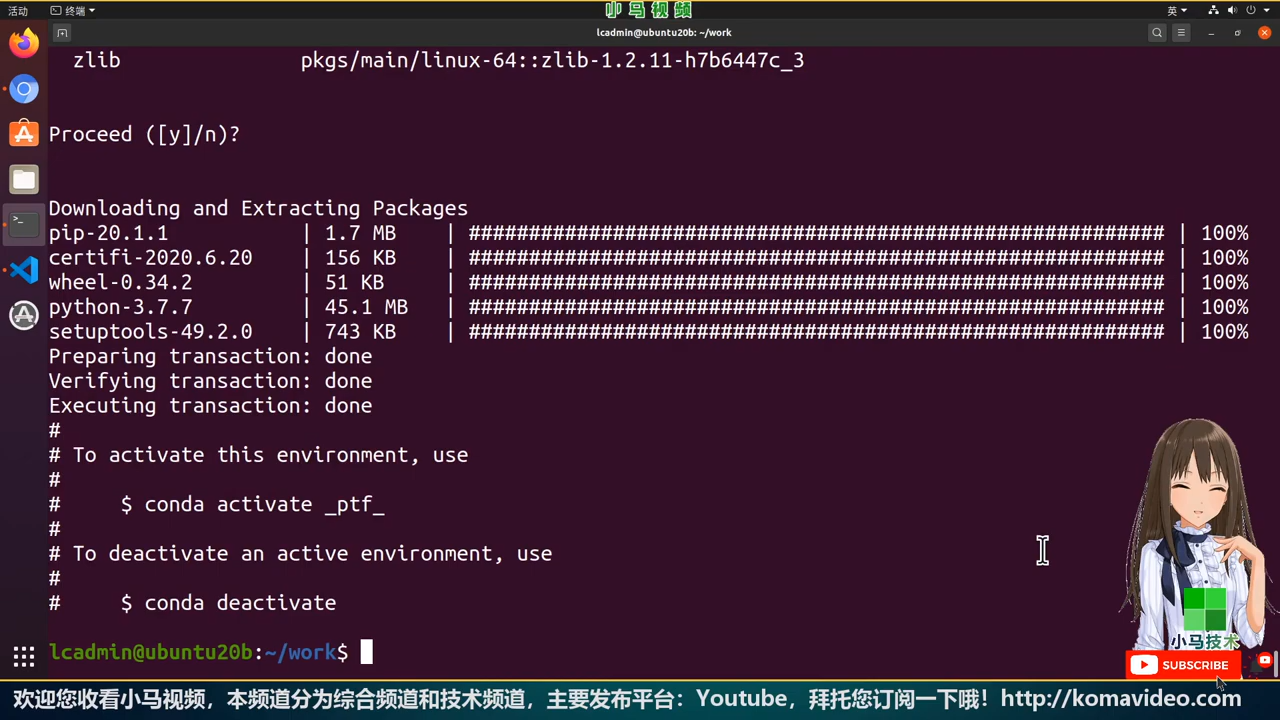 活动
终端
小马视频
英
lcadmin@ubuntu20b: ~/work
zlib pkgs/main/linux-64::zlib-1.2.11-h7b6447c_3
Proceed ([y]/n)?
Downloading and Extracting Packages
pip-20.1.1 | 1.7 MB | ########################################################## | 100%
certifi-2020.6.20 | 156 KB | ########################################################## | 100%
wheel-0.34.2 | 51 KB | ########################################################## | 100%
python-3.7.7 | 45.1 MB | ########################################################## | 100%
setuptools-49.2.0 | 743 KB | ########################################################## | 100%
Preparing transaction: done
Verifying transaction: done
Executing transaction: done
#
# To activate this environment, use
#
# $ conda activate _ptf_
#
# To deactivate an active environment, use
#
# $ conda deactivate
lcadmin@ubuntu20b:~/work$
小马技术
SUBSCRIBE
欢迎您收看小马视频，本频道分为综合频道和技术频道，主要发布平台：Youtube，拜托您订阅一下哦！http://komavideo.com